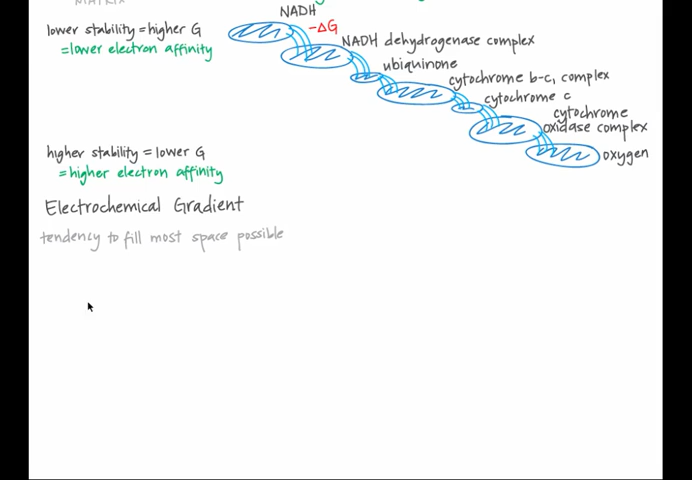 MATRIX
NADH
lower stability = higher G
-ΔG
= lower electron affinity
NADH dehydrogenase complex
ubiquinone
cytochrome b-c₁ complex
cytochrome c
cytochrome
oxidase complex
higher stability = lower G
oxygen
= higher electron affinity
Electrochemical Gradient
tendency to fill most space possible